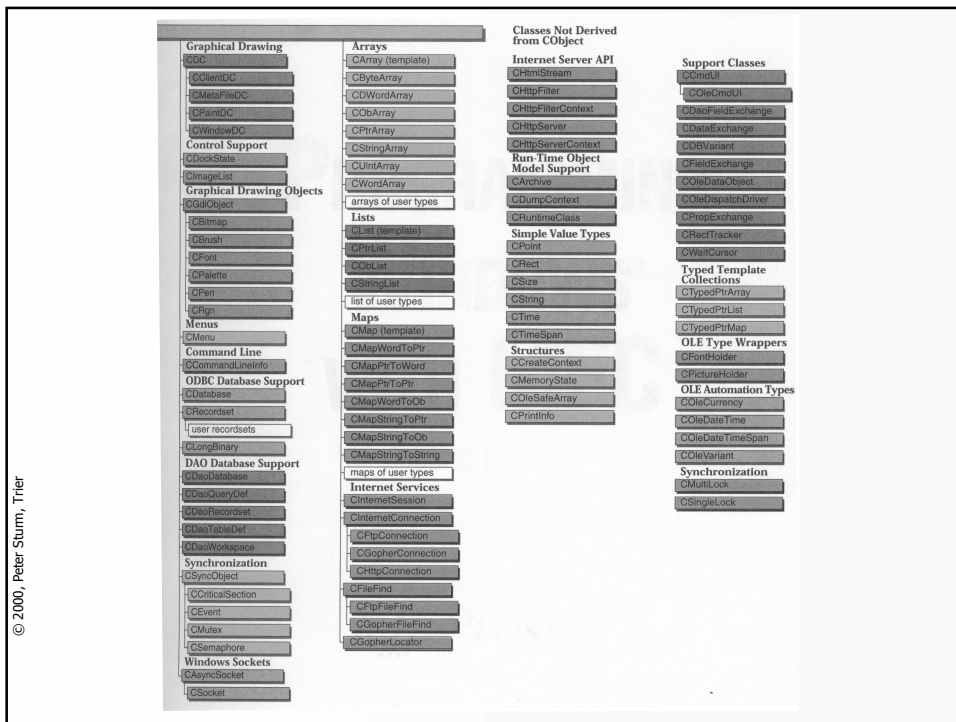 Graphical Drawing
CDC
CClientDC
CMetaFileDC
CPaintDC
CWindowDC
Control Support
CDockState
CImageList
Graphical Drawing Objects
CGdiObject
CBitmap
CBrush
CFont
CPalette
CPen
CRgn
Menus
CMenu
Command Line
CCommandLineInfo
ODBC Database Support
CDatabase
CRecordset
user recordsets
CLongBinary
DAO Database Support
CDaoDatabase
CDaoQueryDef
CDaoRecordset
CDaoTableDef
CDaoWorkspace
Synchronization
CSyncObject
CCriticalSection
CEvent
CMutex
CSemaphore
Windows Sockets
CAsyncSocket
CSocket
Arrays
CArray (template)
CByteArray
CDWordArray
CObArray
CPtrArray
CStringArray
CUIntArray
CWordArray
arrays of user types
Lists
CList (template)
CPtrList
CObList
CStringList
list of user types
Maps
CMap (template)
CMapWordToPtr
CMapPtrToWord
CMapPtrToPtr
CMapWordToOb
CMapStringToPtr
CMapStringToOb
CMapStringToString
maps of user types
Internet Services
CInternetSession
CInternetConnection
CFtpConnection
CGopherConnection
CHttpConnection
CFileFind
CFtpFileFind
CGopherFileFind
CGopherLocator
Classes Not Derived
from CObject
Internet Server API
CHtmlStream
CHttpFilter
CHttpFilterContext
CHttpServer
CHttpServerContext
Run-Time Object
Model Support
CArchive
CDumpContext
CRuntimeClass
Simple Value Types
CPoint
CRect
CSize
CString
CTime
CTimeSpan
Structures
CCreateContext
CMemoryState
COleSafeArray
CPrintInfo
Support Classes
CCmdUI
COleCmdUI
CDaoFieldExchange
CDataExchange
CDBVariant
CFieldExchange
COleDataObject
COleDispatchDriver
CPropExchange
CRectTracker
CWaitCursor
Typed Template
Collections
CTypedPtrArray
CTypedPtrList
CTypedPtrMap
OLE Type Wrappers
CFontHolder
CPictureHolder
OLE Automation Types
COleCurrency
COleDateTime
COleDateTimeSpan
COleVariant
Synchronization
CMultiLock
CSingleLock
© 2000, Peter Sturm, Trier